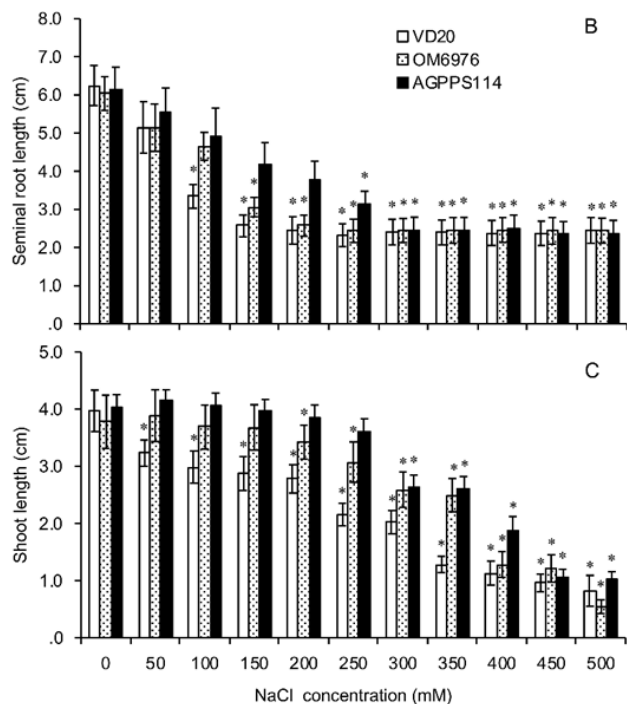 B
VD20
OM6976
AGPPS114
Seminal root length (cm)
8.0
7.0
6.0
5.0
4.0
3.0
2.0
1.0
.0
* * * * * * * * * * * * * * * * * * * * * * * *
C
Shoot length (cm)
5.0
4.0
3.0
2.0
1.0
.0
* * * * * * * * * * * * * * * * * * * * * *
0 50 100 150 200 250 300 350 400 450 500
NaCl concentration (mM)